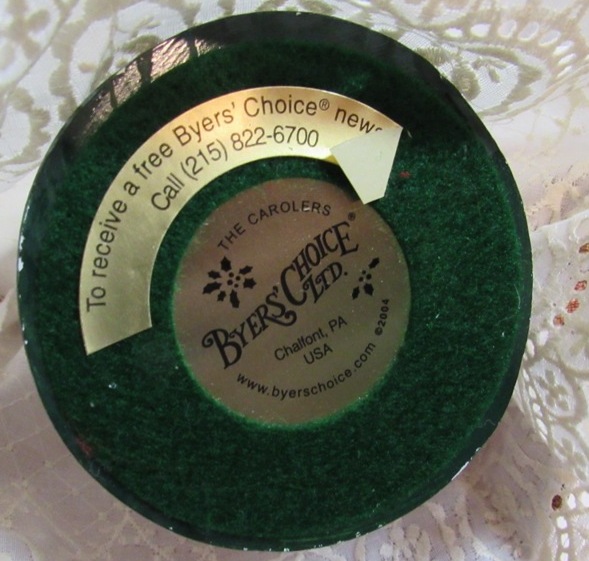 To receive a free Byers' Choice®
Call (215) 822-6700
THE CAROLERS
BYERS' CHOICE®
LTD.
Chalfont, PA
USA
©2004
www.byerschoice.com